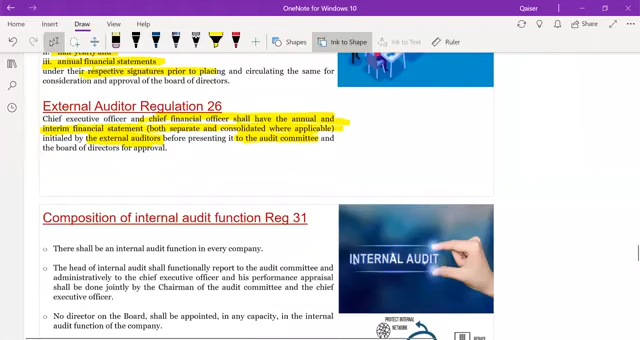 OneNote for Windows 10
Qaiser
Home
Insert
Draw
View
Help
Share
Shapes
Ink to Shape
Ink to Text
Ruler
iii. annual financial statements
under their respective signatures prior to placing and circulating the same for
consideration and approval of the board of directors.
External Auditor Regulation 26
Chief executive officer and chief financial officer shall have the annual and
interim financial statement (both separate and consolidated where applicable)
initialed by the external auditors before presenting it to the audit committee and
the board of directors for approval.
Composition of internal audit function Reg 31
o There shall be an internal audit function in every company.
o The head of internal audit shall functionally report to the audit committee and
administratively to the chief executive officer and his performance appraisal
shall be done jointly by the Chairman of the audit committee and the chief
executive officer.
o No director on the Board, shall be appointed, in any capacity, in the internal
audit function of the company.
INTERNAL AUDIT
PROTECT INTERNAL
NETWORK